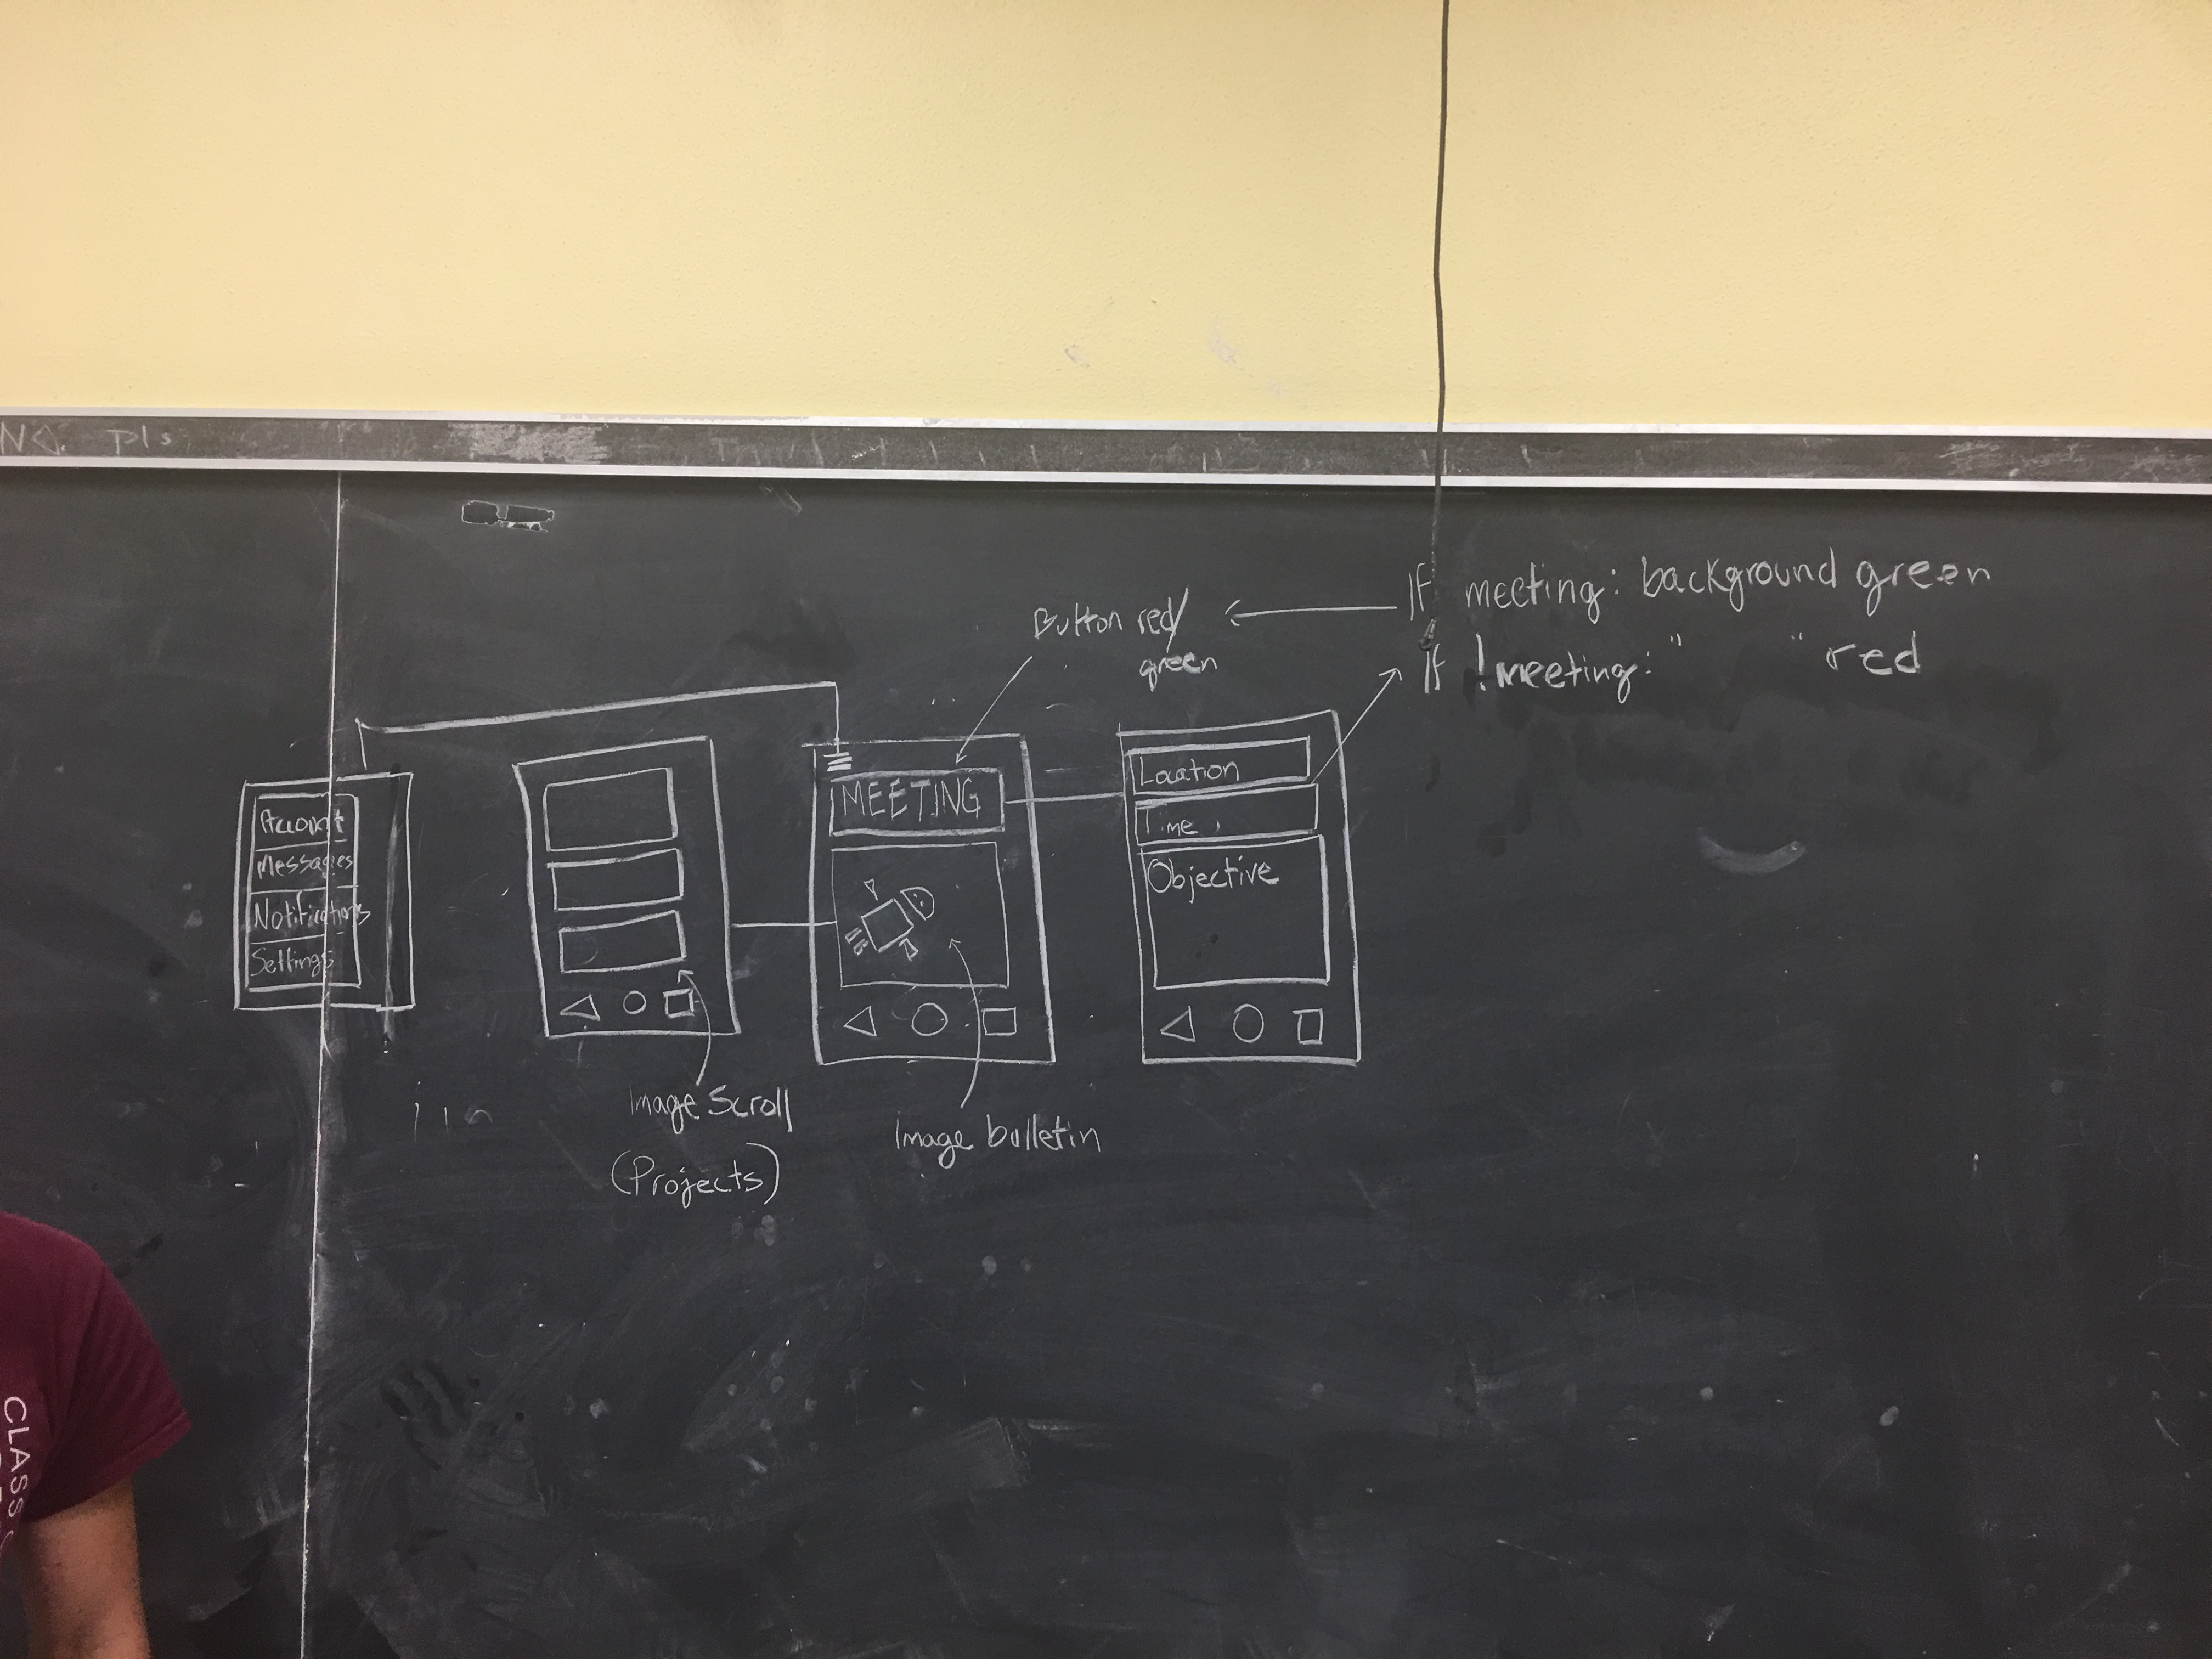 pls
If meeting: background green
If !meeting: " " red
Button red/
green
Account
Messages
Notifications
Settings
MEETING
Location
Time
Objective
Image Scroll
(Projects)
Image bulletin
CLASS